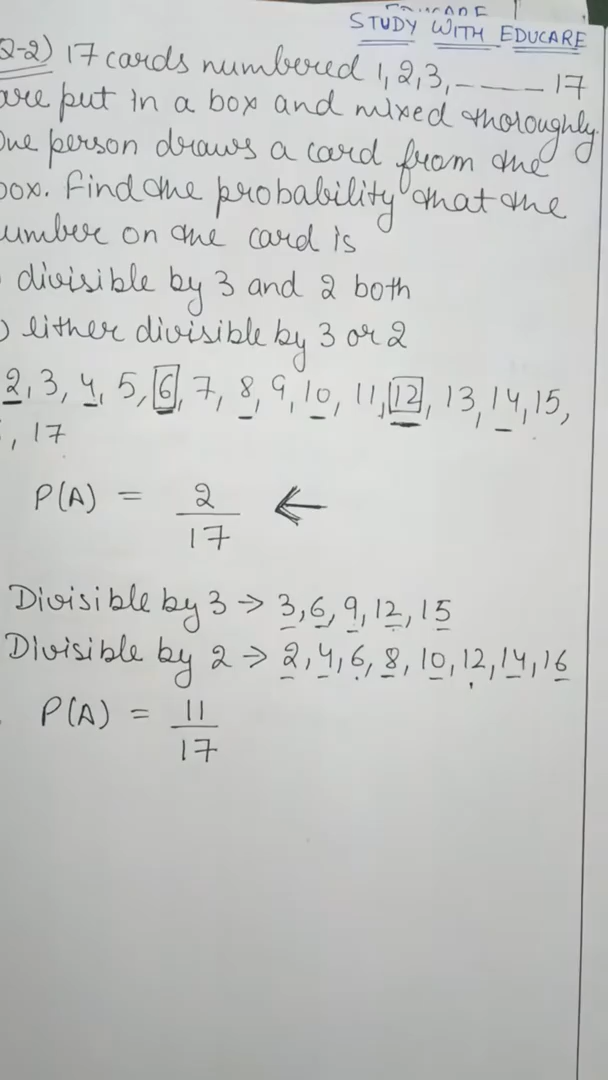 STUDY WITH EDUCARE
Q-2) 17 cards numbered 1, 2, 3, ---- 17
are put in a box and mixed thoroughly.
One person draws a card from the
box. Find the probability that the
umber on the card is
divisible by 3 and 2 both
) either divisible by 3 or 2
2, 3, 4, 5, 6, 7, 8, 9, 10, 11, 12, 13, 14, 15,
, 17
P(A) = 2/17 ←
Divisible by 3 → 3, 6, 9, 12, 15
Divisible by 2 → 2, 4, 6, 8, 10, 12, 14, 16
P(A) = 11/17